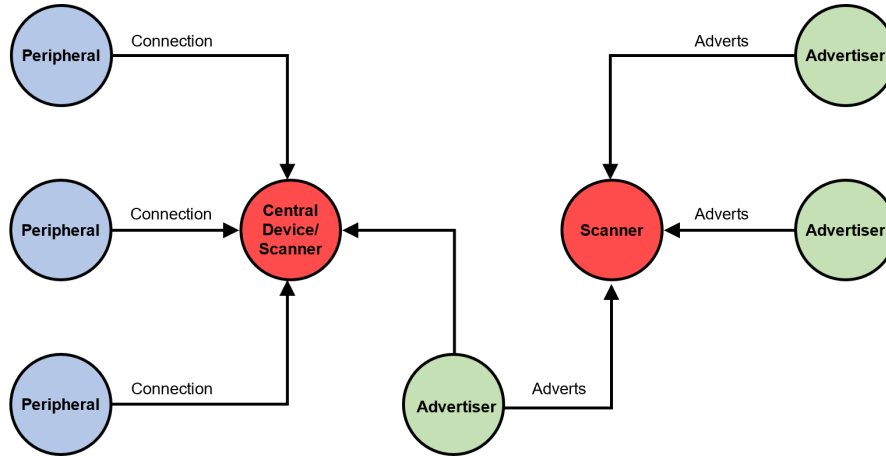 Connection
Adverts
Peripheral
Advertiser
Connection
Adverts
Peripheral
Central
Device/
Scanner
Scanner
Advertiser
Connection
Adverts
Peripheral
Advertiser